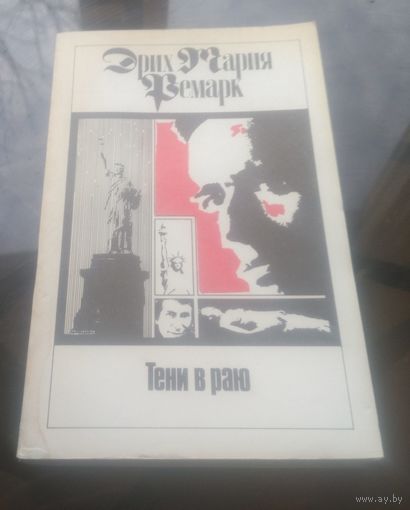 Эрих Мария
Ремарк
Тени в раю
www.ay.by